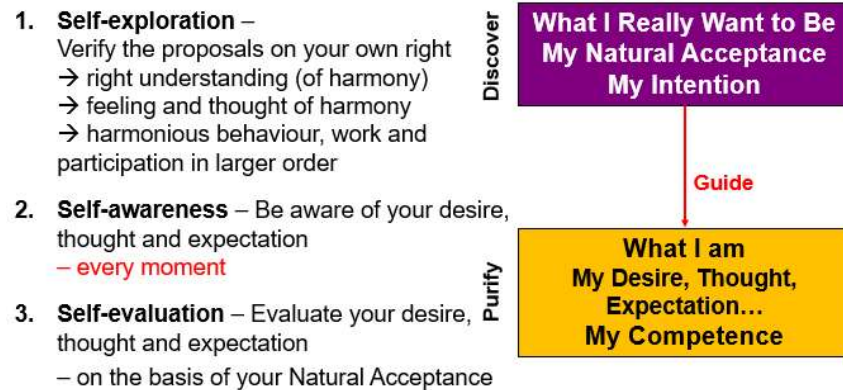 1. Self-exploration –
Verify the proposals on your own right
→ right understanding (of harmony)
→ feeling and thought of harmony
→ harmonious behaviour, work and
participation in larger order
2. Self-awareness – Be aware of your desire,
thought and expectation
– every moment
3. Self-evaluation – Evaluate your desire,
thought and expectation
– on the basis of your Natural Acceptance
Discover
What I Really Want to Be
My Natural Acceptance
My Intention
Guide
Purify
What I am
My Desire, Thought,
Expectation…
My Competence